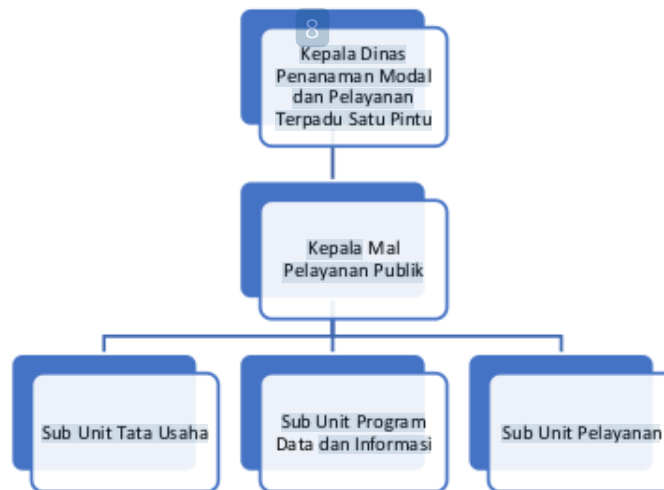 8
Kepala Dinas
Penanaman Modal
dan Pelayanan
Terpadu Satu Pintu
Kepala Mal
Pelayanan Publik
Sub Unit Tata Usaha
Sub Unit Program
Data dan Informasi
Sub Unit Pelayanan